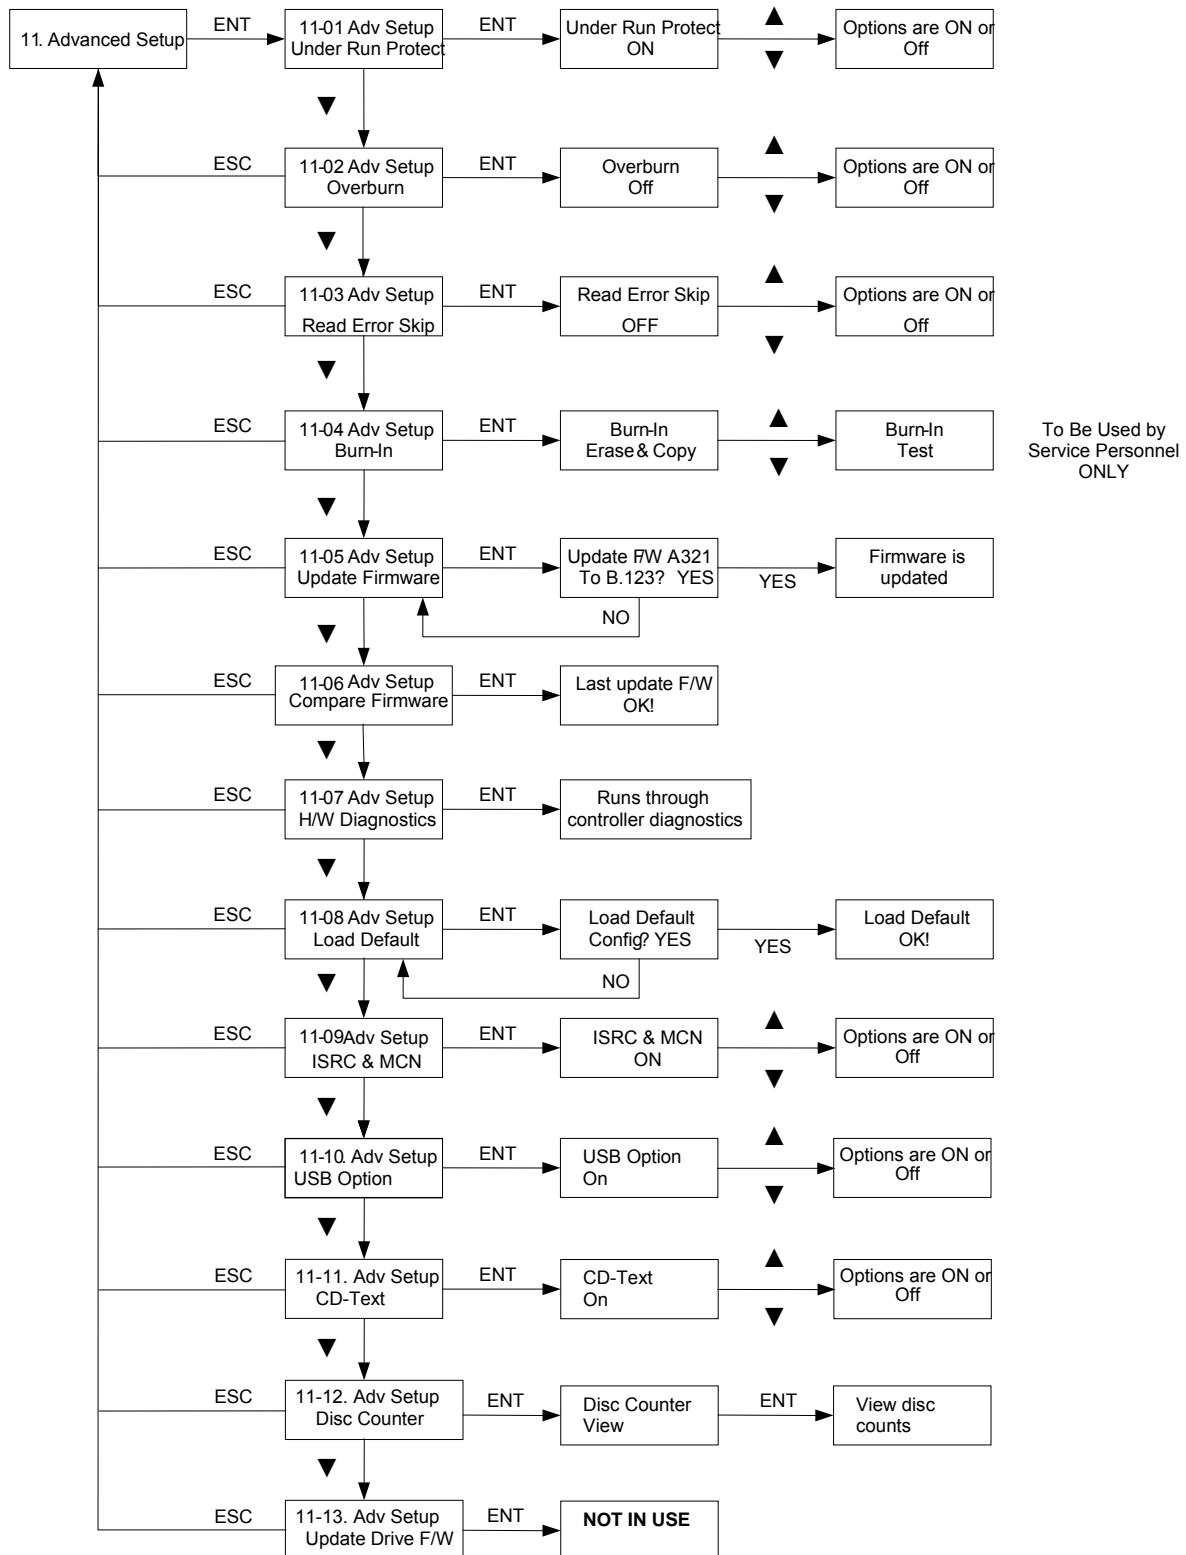 11. Advanced Setup
ENT
11-01 Adv Setup
Under Run Protect
ENT
Under Run Protect
ON
▲
▼
Options are ON or
Off
▼
ESC
11-02 Adv Setup
Overburn
ENT
Overburn
Off
▲
▼
Options are ON or
Off
▼
ESC
11-03 Adv Setup
Read Error Skip
ENT
Read Error Skip
OFF
▲
▼
Options are ON or
Off
▼
ESC
11-04 Adv Setup
Burn-In
ENT
Burn-In
Erase & Copy
▲
▼
Burn-In
Test
To Be Used by
Service Personnel
ONLY
▼
ESC
11-05 Adv Setup
Update Firmware
ENT
Update F/W A321
To B.123? YES
YES
Firmware is
updated
NO
▼
ESC
11-06 Adv Setup
Compare Firmware
ENT
Last update F/W
OK!
▼
ESC
11-07 Adv Setup
H/W Diagnostics
ENT
Runs through
controller diagnostics
▼
ESC
11-08 Adv Setup
Load Default
ENT
Load Default
Config? YES
YES
Load Default
OK!
NO
▼
ESC
11-09Adv Setup
ISRC & MCN
ENT
ISRC & MCN
ON
▲
▼
Options are ON or
Off
▼
ESC
11-10. Adv Setup
USB Option
ENT
USB Option
On
▲
▼
Options are ON or
Off
▼
ESC
11-11. Adv Setup
CD-Text
ENT
CD-Text
On
▲
▼
Options are ON or
Off
▼
ESC
11-12. Adv Setup
Disc Counter
ENT
Disc Counter
View
ENT
View disc
counts
▼
ESC
11-13. Adv Setup
Update Drive F/W
ENT
NOT IN USE